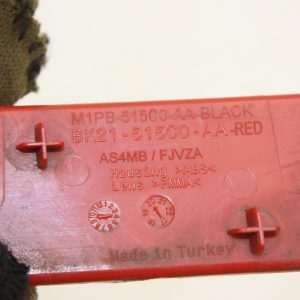 M1PB-515C0-AA-BLACK
BK21-515C0-AA-RED
AS4MB / FJVZA
Housing >ABS<
Lens >PMMA<
Made in Turkey